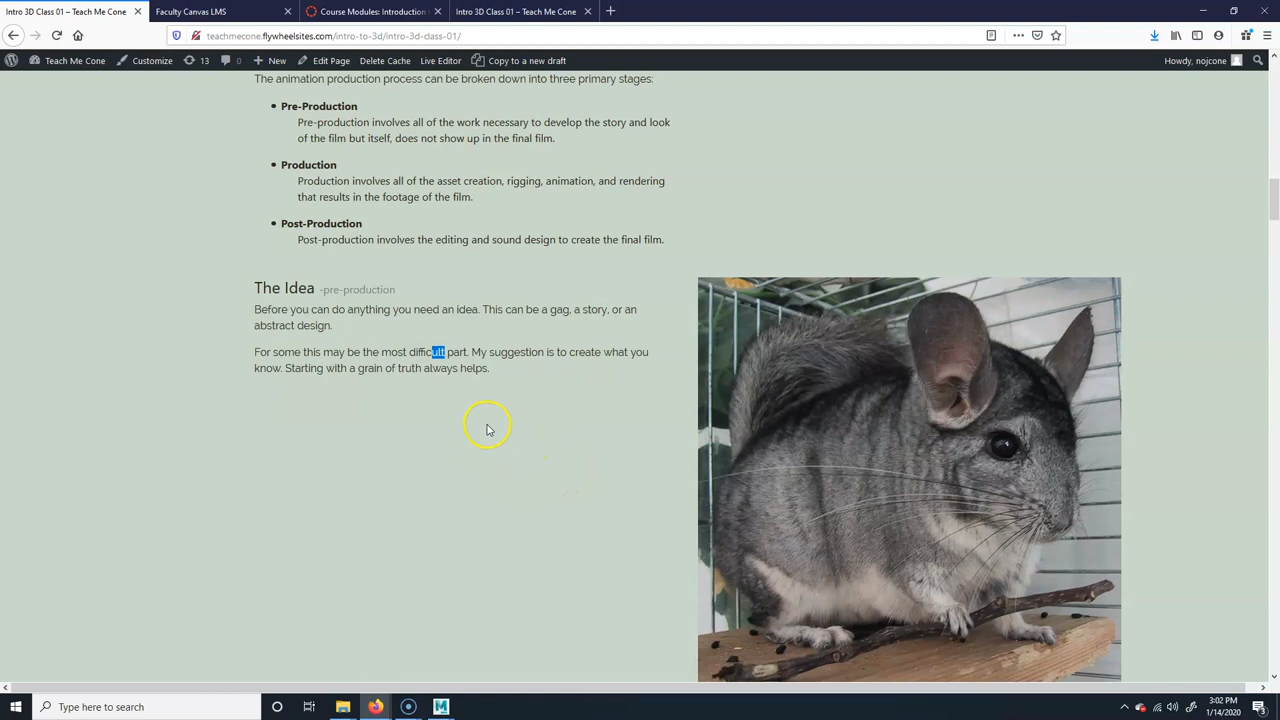 Intro 3D Class 01 – Teach Me Cone
Faculty Canvas LMS
Course Modules: Introduction
Intro 3D Class 01 – Teach Me Cone
teachmecone.flywheelsites.com/intro-to-3d/intro-3d-class-01/
Teach Me Cone
Customize
13
0
New
Edit Page
Delete Cache
Live Editor
Copy to a new draft
Howdy, nojcone
The animation production process can be broken down into three primary stages:
Pre-Production
Pre-production involves all of the work necessary to develop the story and look
of the film but itself, does not show up in the final film.
Production
Production involves all of the asset creation, rigging, animation, and rendering
that results in the footage of the film.
Post-Production
Post-production involves the editing and sound design to create the final film.
The Idea -pre-production
Before you can do anything you need an idea. This can be a gag, a story, or an
abstract design.
For some this may be the most difficult part. My suggestion is to create what you
know. Starting with a grain of truth always helps.
Type here to search
3:02 PM
1/14/2020
3